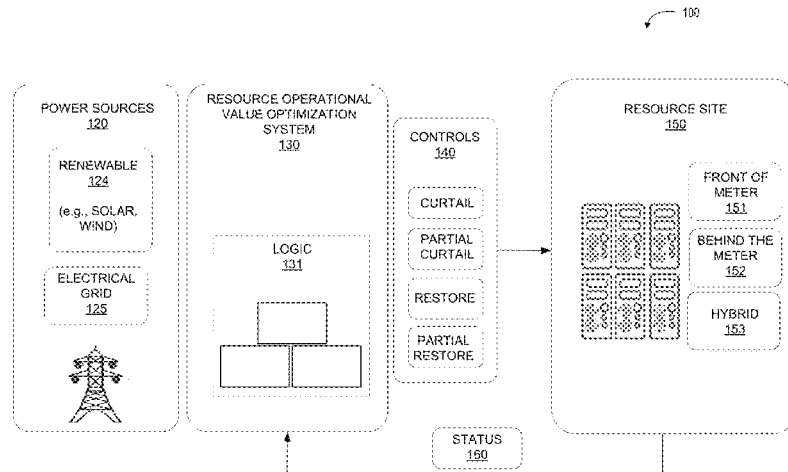 100
POWER SOURCES
120
RENEWABLE
124
(e.g., SOLAR,
WIND)
ELECTRICAL
GRID
125
RESOURCE OPERATIONAL
VALUE OPTIMIZATION
SYSTEM
130
LOGIC
131
CONTROLS
140
CURTAIL
PARTIAL
CURTAIL
RESTORE
PARTIAL
RESTORE
RESOURCE SITE
150
FRONT OF
METER
151
BEHIND THE
METER
152
HYBRID
153
STATUS
160